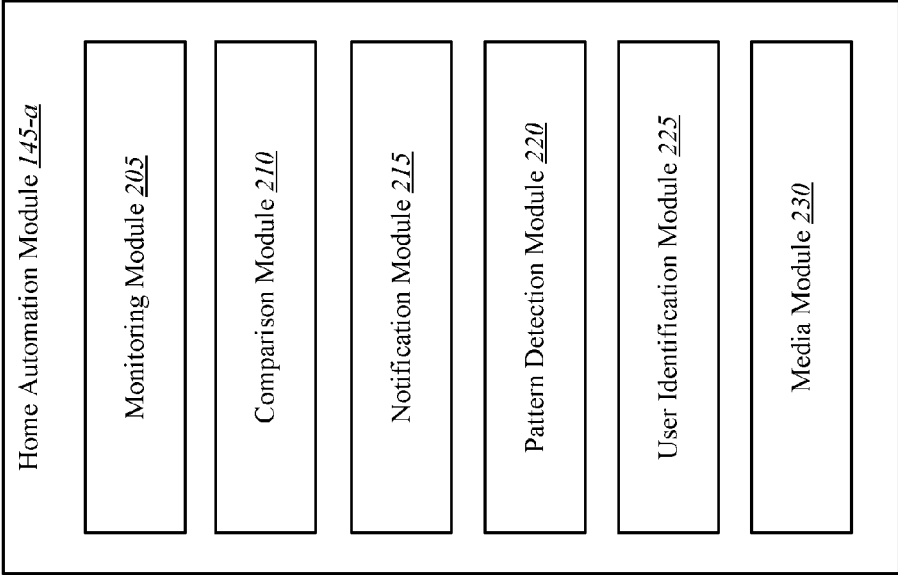 Home Automation Module 145-a
Monitoring Module 205
Comparison Module 210
Notification Module 215
Pattern Detection Module 220
User Identification Module 225
Media Module 230